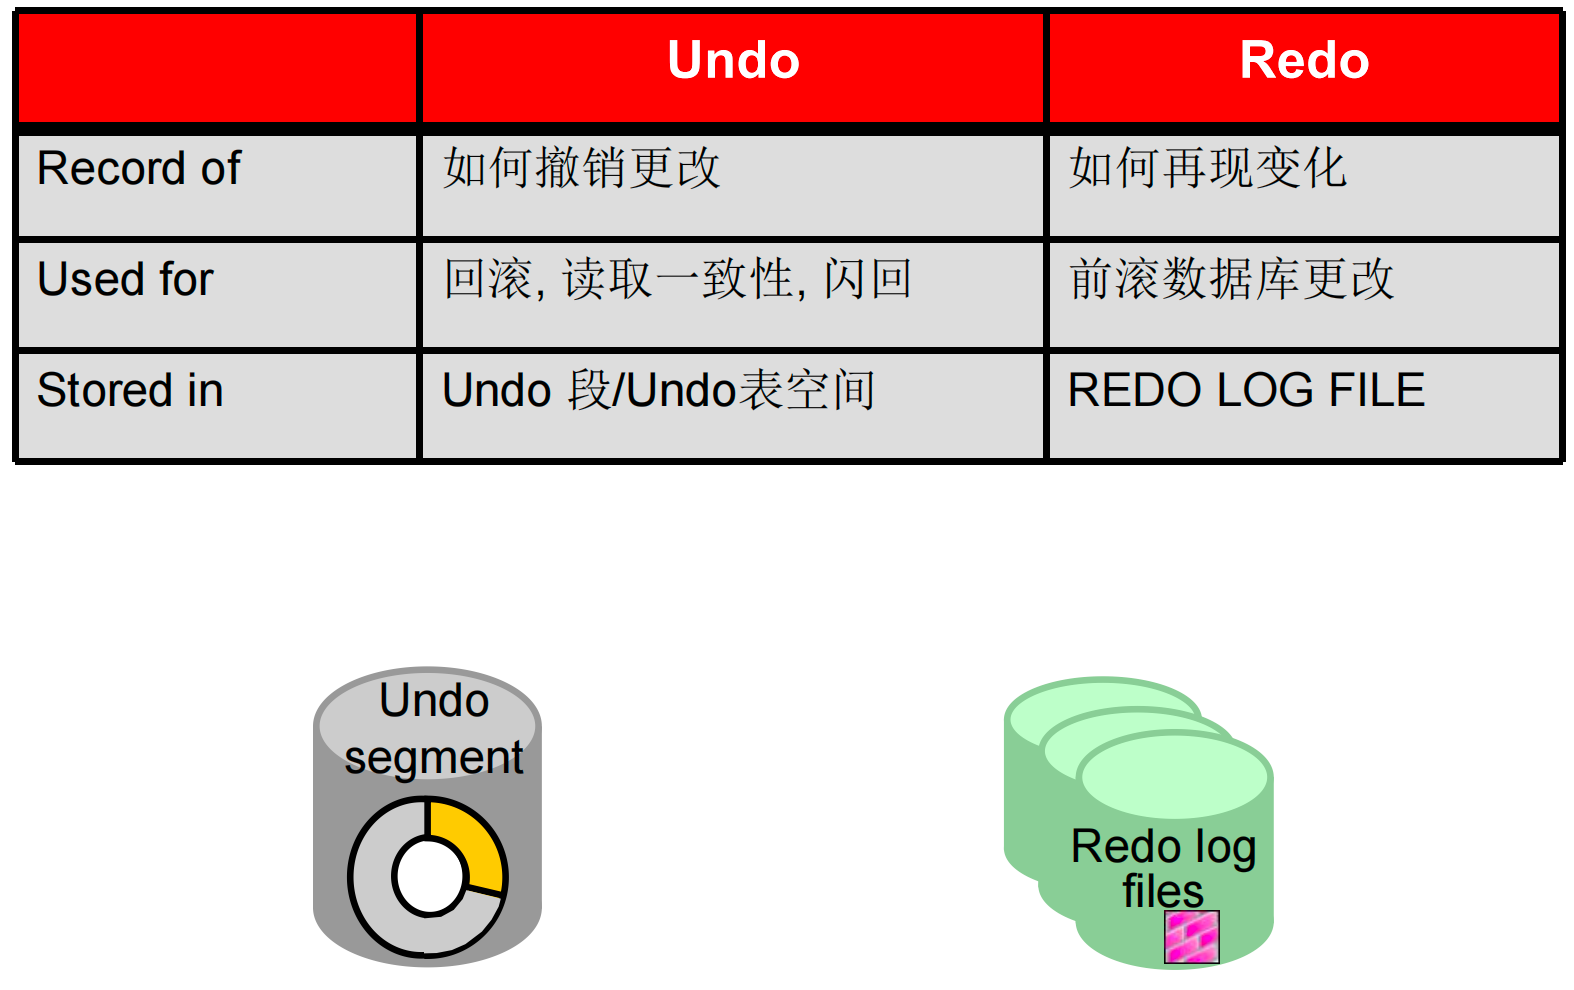 Undo Redo
Record of 如何撤销更改 如何再现变化
Used for 回滚, 读取一致性, 闪回 前滚数据库更改
Stored in Undo 段/Undo表空间 REDO LOG FILE
Undo
segment
Redo log
files